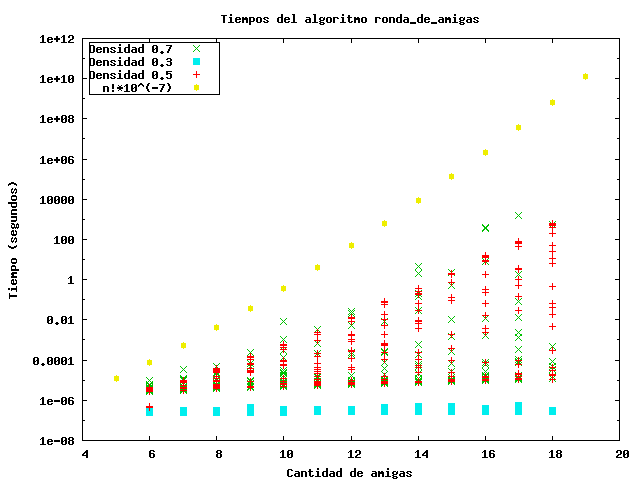 Tiempos del algoritmo ronda_de_amigas
1e+12
1e+10
1e+08
1e+06
10000
100
1
0.01
0.0001
1e-06
1e-08
Densidad 0.7
Densidad 0.3
Densidad 0.5
n!*10^(-7)
Tiempo (segundos)
4 6 8 10 12 14 16 18 20
Cantidad de amigas